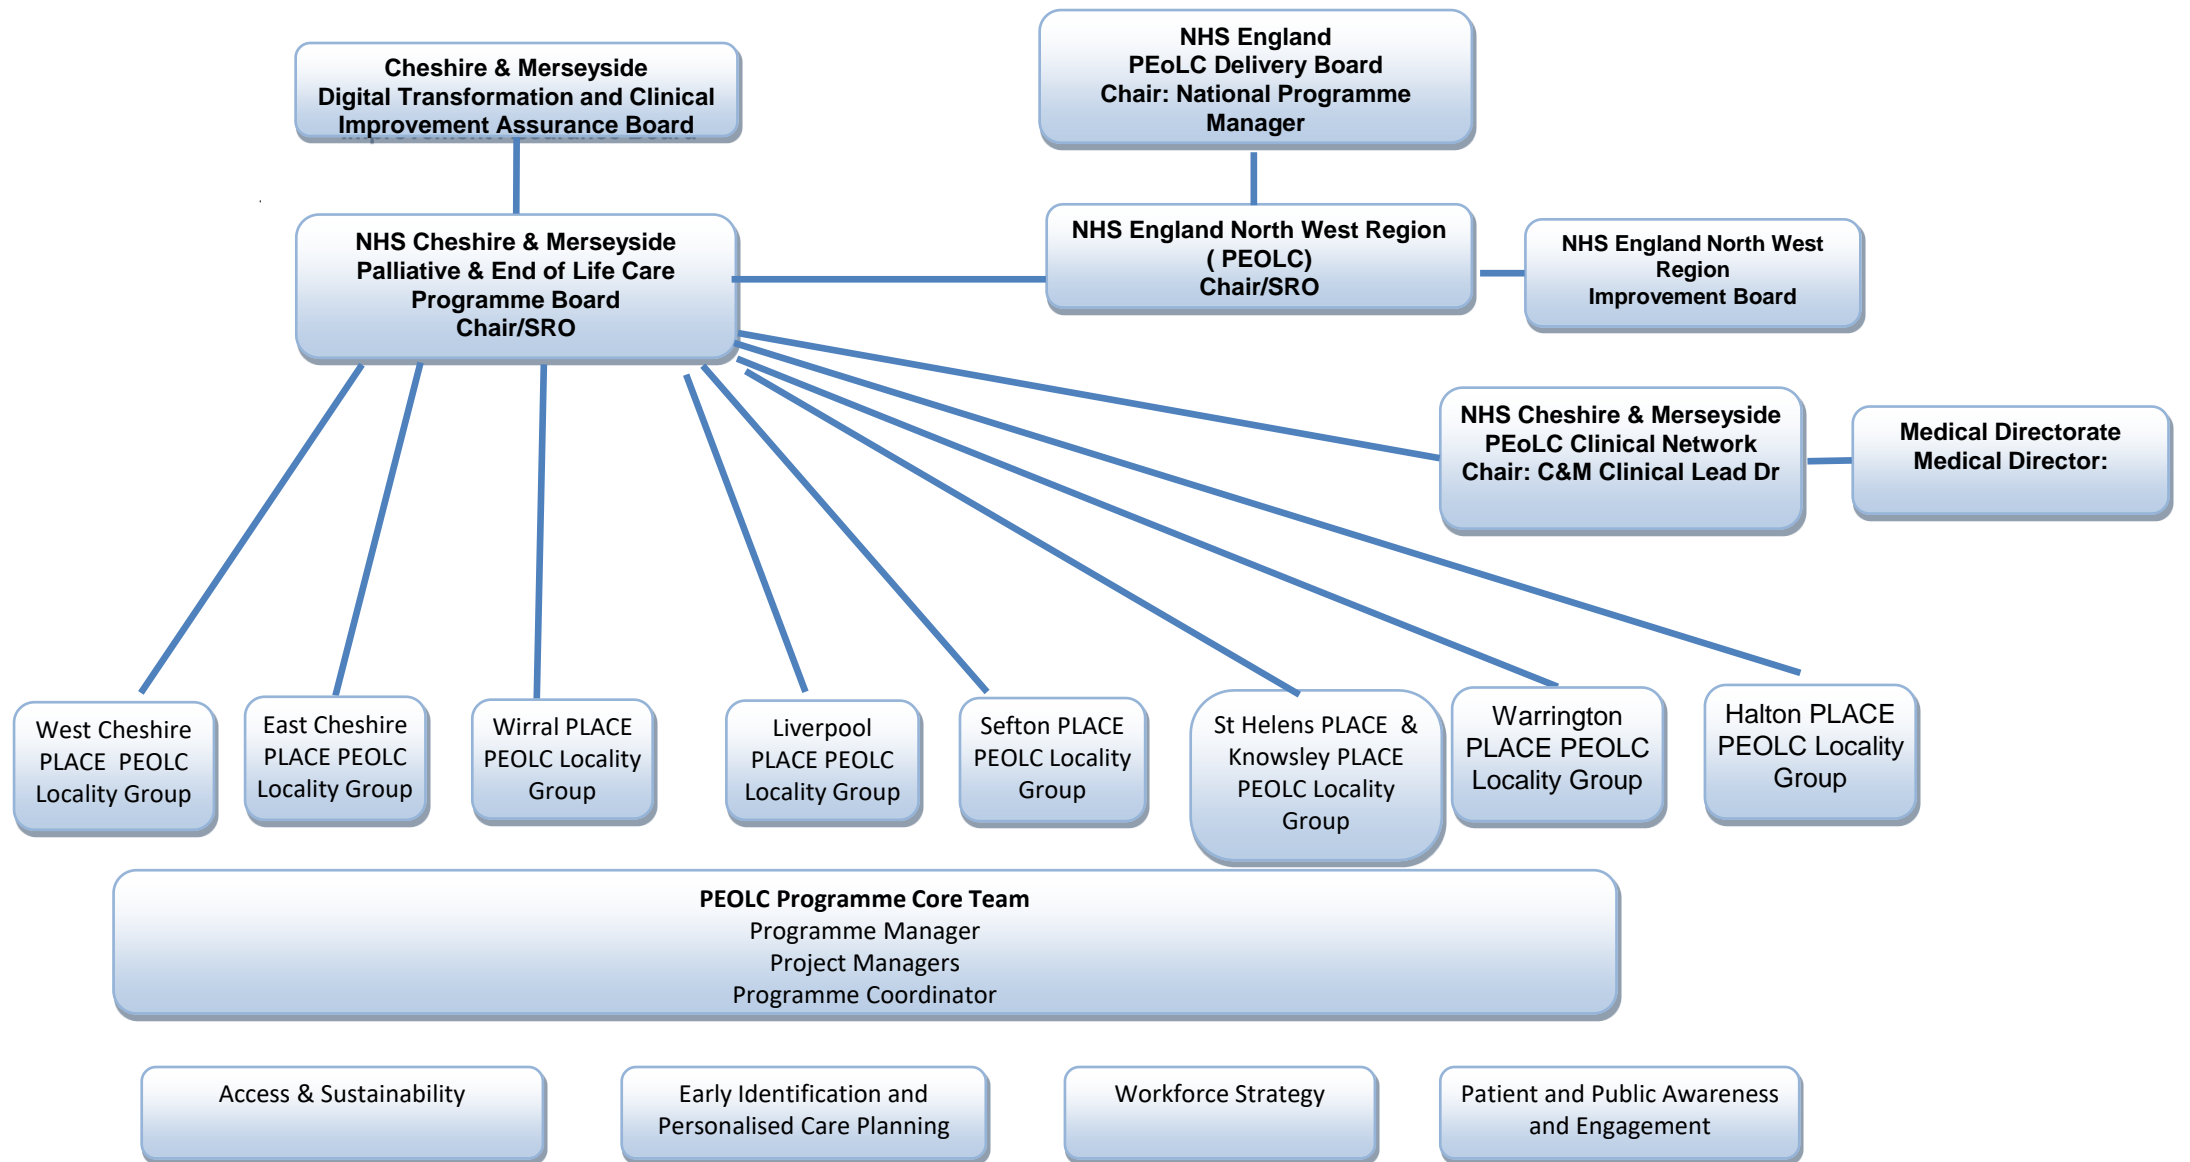 Cheshire & Merseyside
Digital Transformation and Clinical
Improvement Assurance Board
NHS England
PEoLC Delivery Board
Chair: National Programme
Manager
NHS Cheshire & Merseyside
Palliative & End of Life Care
Programme Board
Chair/SRO
NHS England North West Region
( PEOLC)
Chair/SRO
NHS England North West
Region
Improvement Board
NHS Cheshire & Merseyside
PEoLC Clinical Network
Chair: C&M Clinical Lead Dr
Medical Directorate
Medical Director:
West Cheshire
PLACE  PEOLC
Locality Group
East Cheshire
PLACE PEOLC
Locality Group
Wirral PLACE
PEOLC Locality
Group
Liverpool
PLACE PEOLC
Locality Group
Sefton PLACE
PEOLC Locality
Group
St Helens PLACE  &
Knowsley PLACE
PEOLC Locality
Group
Warrington
PLACE PEOLC
Locality Group
Halton PLACE
PEOLC Locality
Group
PEOLC Programme Core Team
Programme Manager
Project Managers
Programme Coordinator
Access & Sustainability
Early Identification and
Personalised Care Planning
Workforce Strategy
Patient and Public Awareness
and Engagement